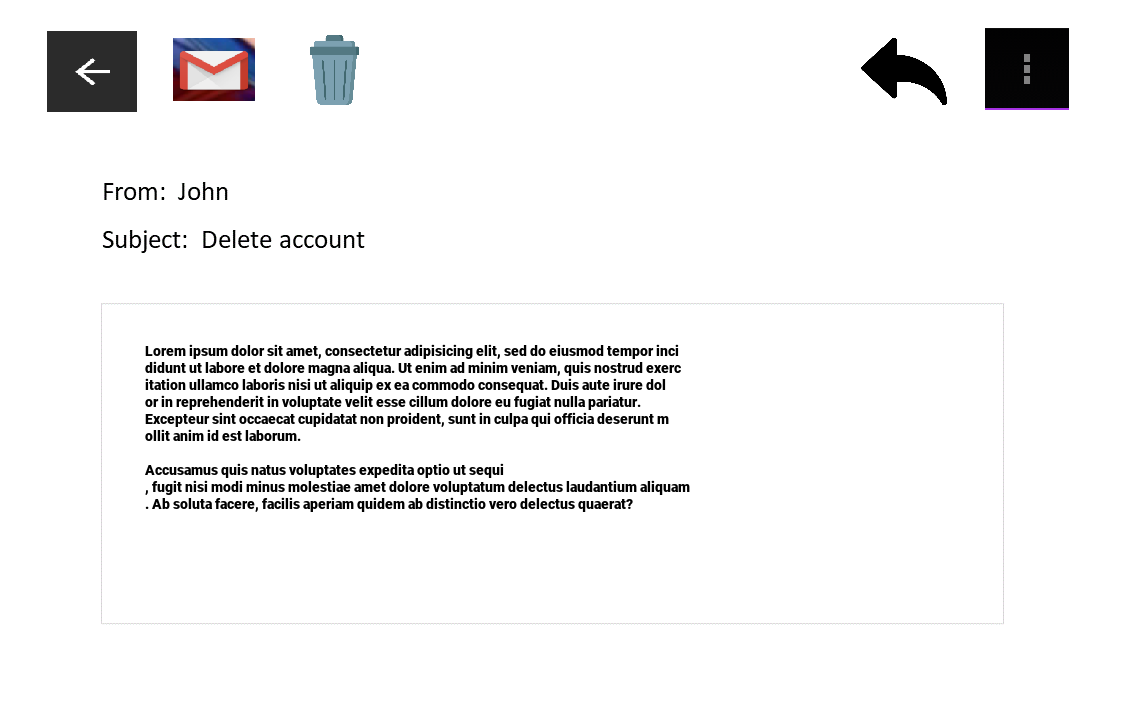 From: John
Subject: Delete account
Lorem ipsum dolor sit amet, consectetur adipisicing elit, sed do eiusmod tempor inci
didunt ut labore et dolore magna aliqua. Ut enim ad minim veniam, quis nostrud exerc
itation ullamco laboris nisi ut aliquip ex ea commodo consequat. Duis aute irure dol
or in reprehenderit in voluptate velit esse cillum dolore eu fugiat nulla pariatur.
Excepteur sint occaecat cupidatat non proident, sunt in culpa qui officia deserunt m
ollit anim id est laborum.
Accusamus quis natus voluptates expedita optio ut sequi
, fugit nisi modi minus molestiae amet dolore voluptatum delectus laudantium aliquam
. Ab soluta facere, facilis aperiam quidem ab distinctio vero delectus quaerat?